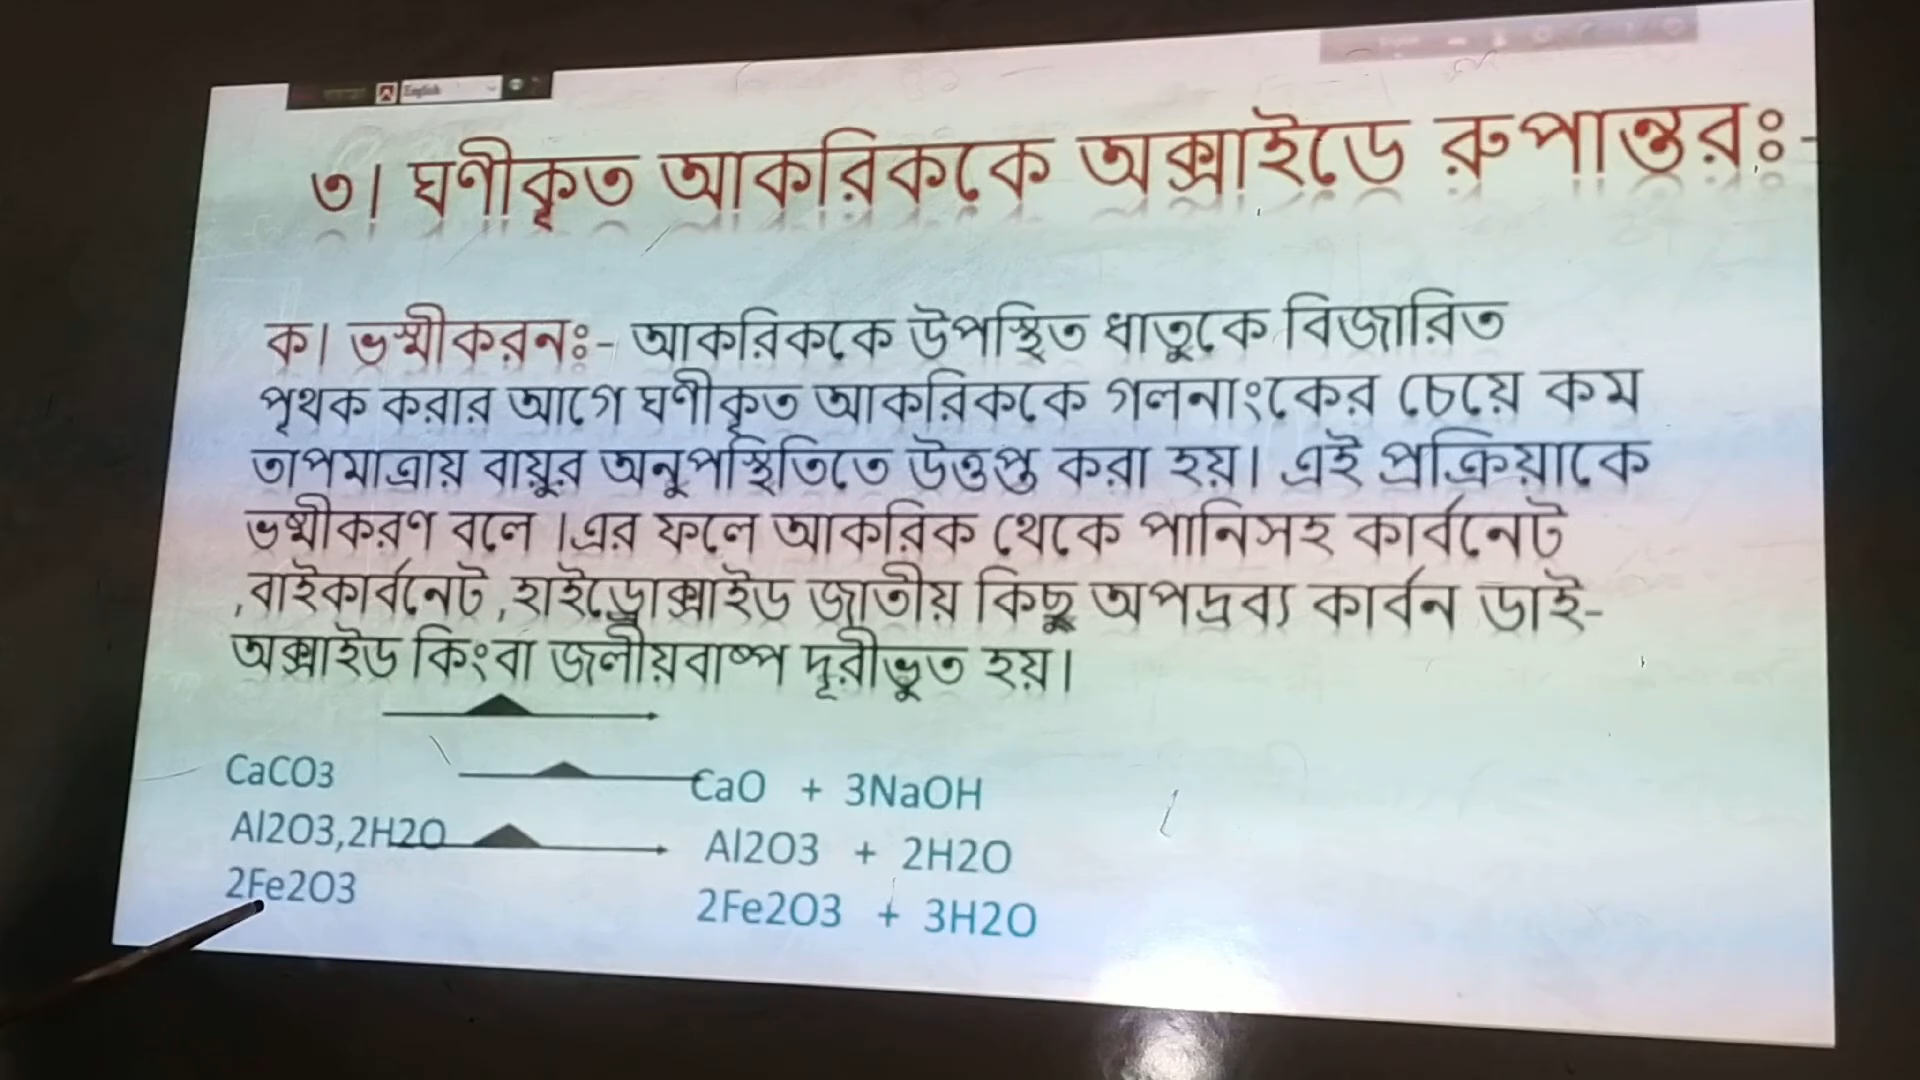 English
৩। ঘণীকৃত আকরিককে অক্সাইডে রুপান্তরঃ-
ক। ভস্মীকরনঃ- আকরিককে উপস্থিত ধাতুকে বিজারিত
পৃথক করার আগে ঘণীকৃত আকরিককে গলনাংকের চেয়ে কম
তাপমাত্রায় বায়ুর অনুপস্থিতিতে উত্তপ্ত করা হয়। এই প্রক্রিয়াকে
ভষ্মীকরণ বলে ।এর ফলে আকরিক থেকে পানিসহ কার্বনেট
,বাইকার্বনেট ,হাইড্রোক্সাইড জাতীয় কিছু অপদ্রব্য কার্বন ডাই-
অক্সাইড কিংবা জলীয়বাষ্প দূরীভুত হয়।
CaCO3 CaO + 3NaOH
Al2O3,2H2O Al2O3 + 2H2O
2Fe2O3 2Fe2O3 + 3H2O